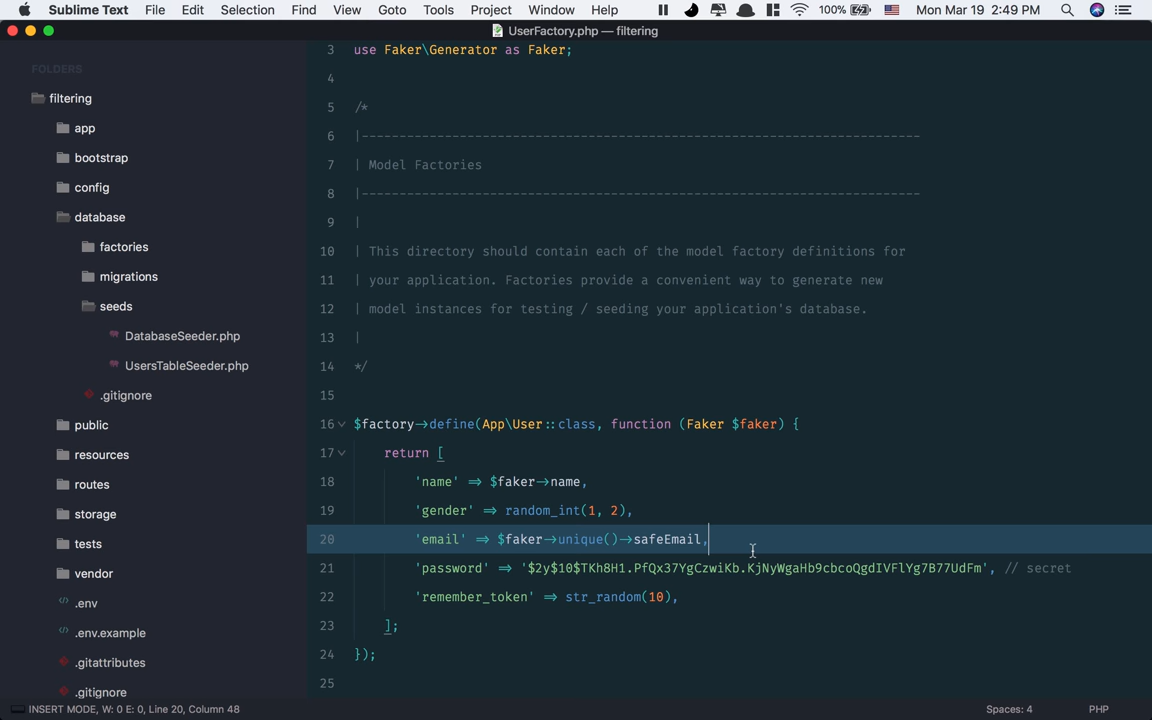 Sublime Text File Edit Selection Find View Goto Tools Project Window Help 100% Mon Mar 19 2:49 PM
UserFactory.php — filtering
FOLDERS
filtering
app
bootstrap
config
database
factories
migrations
seeds
DatabaseSeeder.php
UsersTableSeeder.php
.gitignore
public
resources
routes
storage
tests
vendor
.env
.env.example
.gitattributes
.gitignore
3 use Faker\Generator as Faker;
4
5 /*
6 |--------------------------------------------------------------------------
7 | Model Factories
8 |--------------------------------------------------------------------------
9 |
10 | This directory should contain each of the model factory definitions for
11 | your application. Factories provide a convenient way to generate new
12 | model instances for testing / seeding your application's database.
13 |
14 */
15
16 $factory->define(App\User::class, function (Faker $faker) {
17 return [
18 'name' => $faker->name,
19 'gender' => random_int(1, 2),
20 'email' => $faker->unique()->safeEmail,
21 'password' => '$2y$10$TKh8H1.PfQx37YgCzwiKb.KjNyWgaHb9cbcoQgdIVFlYg7B77UdFm', // secret
22 'remember_token' => str_random(10),
23 ];
24 });
25
INSERT MODE, W: 0 E: 0, Line 20, Column 48 Spaces: 4 PHP